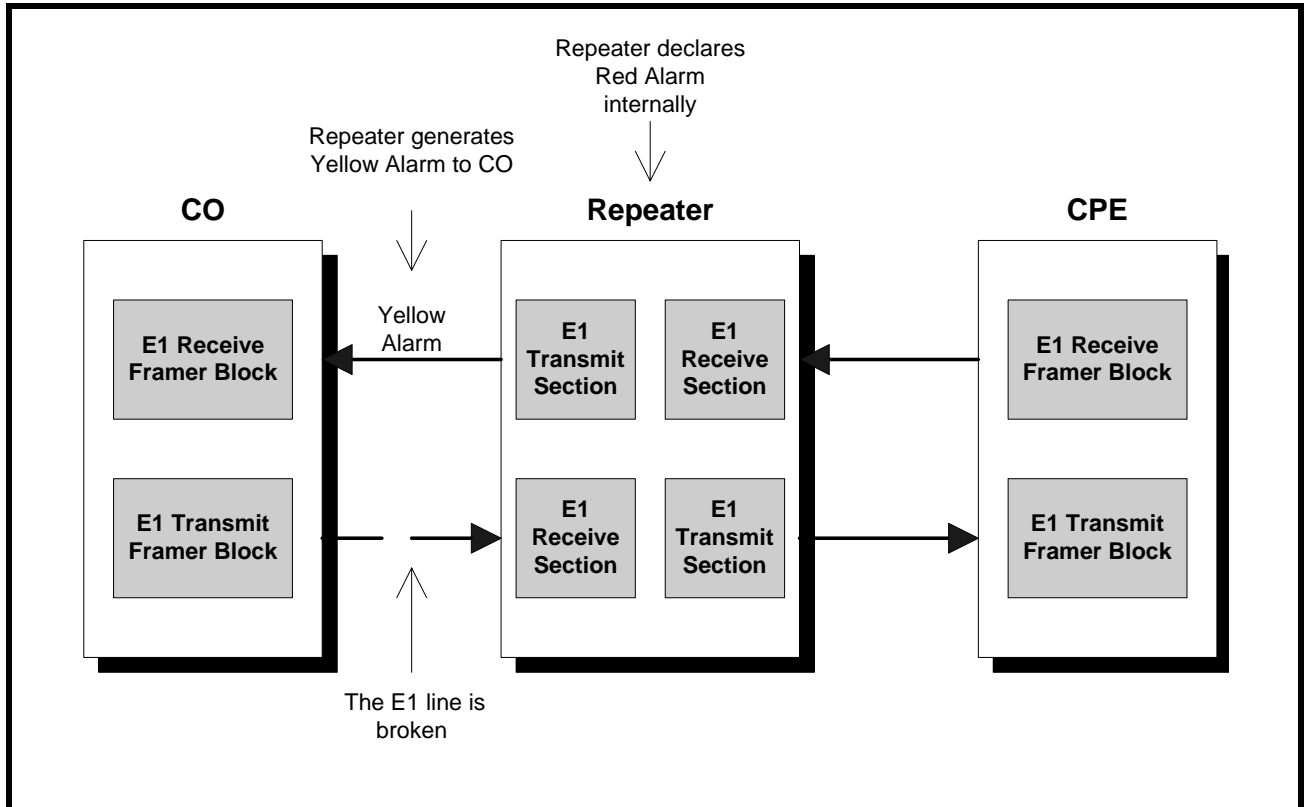 Repeater declares
Red Alarm
internally
Repeater generates
Yellow Alarm to CO
CO
Repeater
CPE
E1 Receive
Framer Block
Yellow
Alarm
E1
Transmit
Section
E1
Receive
Section
E1 Receive
Framer Block
E1 Transmit
Framer Block
E1
Receive
Section
E1
Transmit
Section
E1 Transmit
Framer Block
The E1 line is
broken